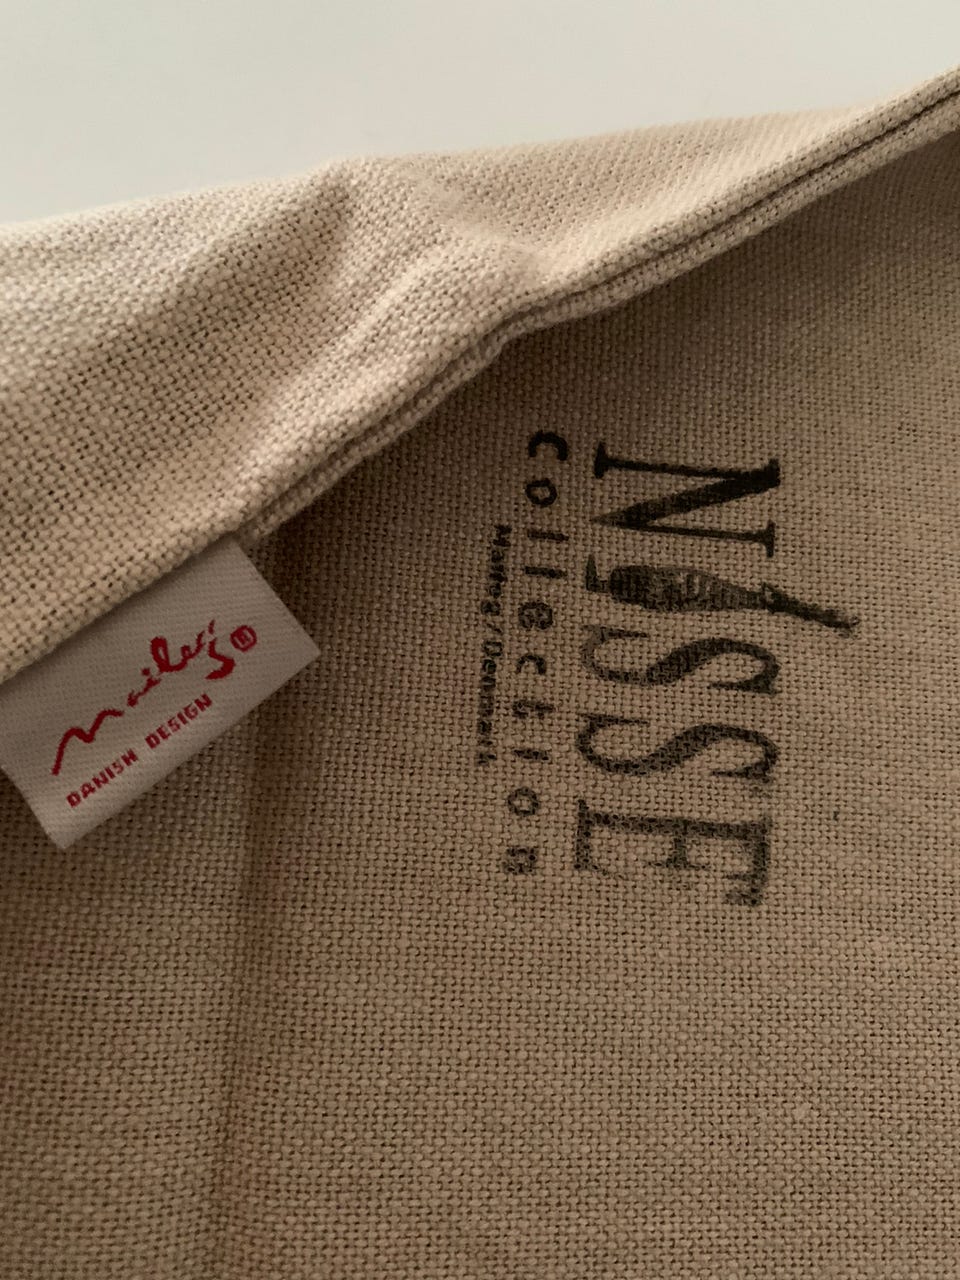 Maileg®
DANISH DESIGN
NISSE
collection
Maileg/Denmark